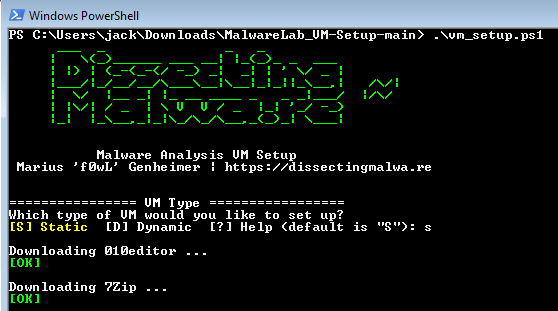 Windows PowerShell
PS C:\Users\jack\Downloads\MalwareLab_VM-Setup-main> .\vm_setup.ps1
Dissecting
Malware
Malware Analysis VM Setup
Marius 'f0wL' Genheimer | https://dissectingmalwa.re
================ VM Type ================
Which type of VM would you like to set up?
[S] Static  [D] Dynamic  [?] Help (default is "S"): s
Downloading 010editor ...
[OK]
Downloading 7Zip ...
[OK]